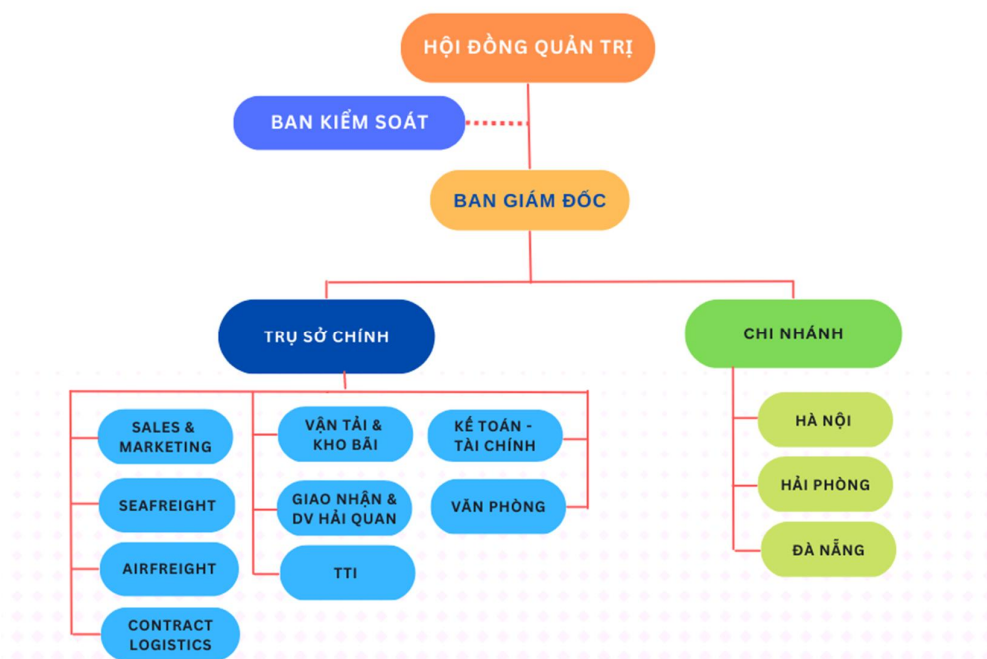 HỘI ĐỒNG QUẢN TRỊ
BAN KIỂM SOÁT
BAN GIÁM ĐỐC
TRỤ SỞ CHÍNH
CHI NHÁNH
SALES &
MARKETING
SEAFREIGHT
AIRFREIGHT
CONTRACT
LOGISTICS
VẬN TẢI &
KHO BÃI
GIAO NHẬN &
DV HẢI QUAN
TTI
KẾ TOÁN -
TÀI CHÍNH
VĂN PHÒNG
HÀ NỘI
HẢI PHÒNG
ĐÀ NẴNG